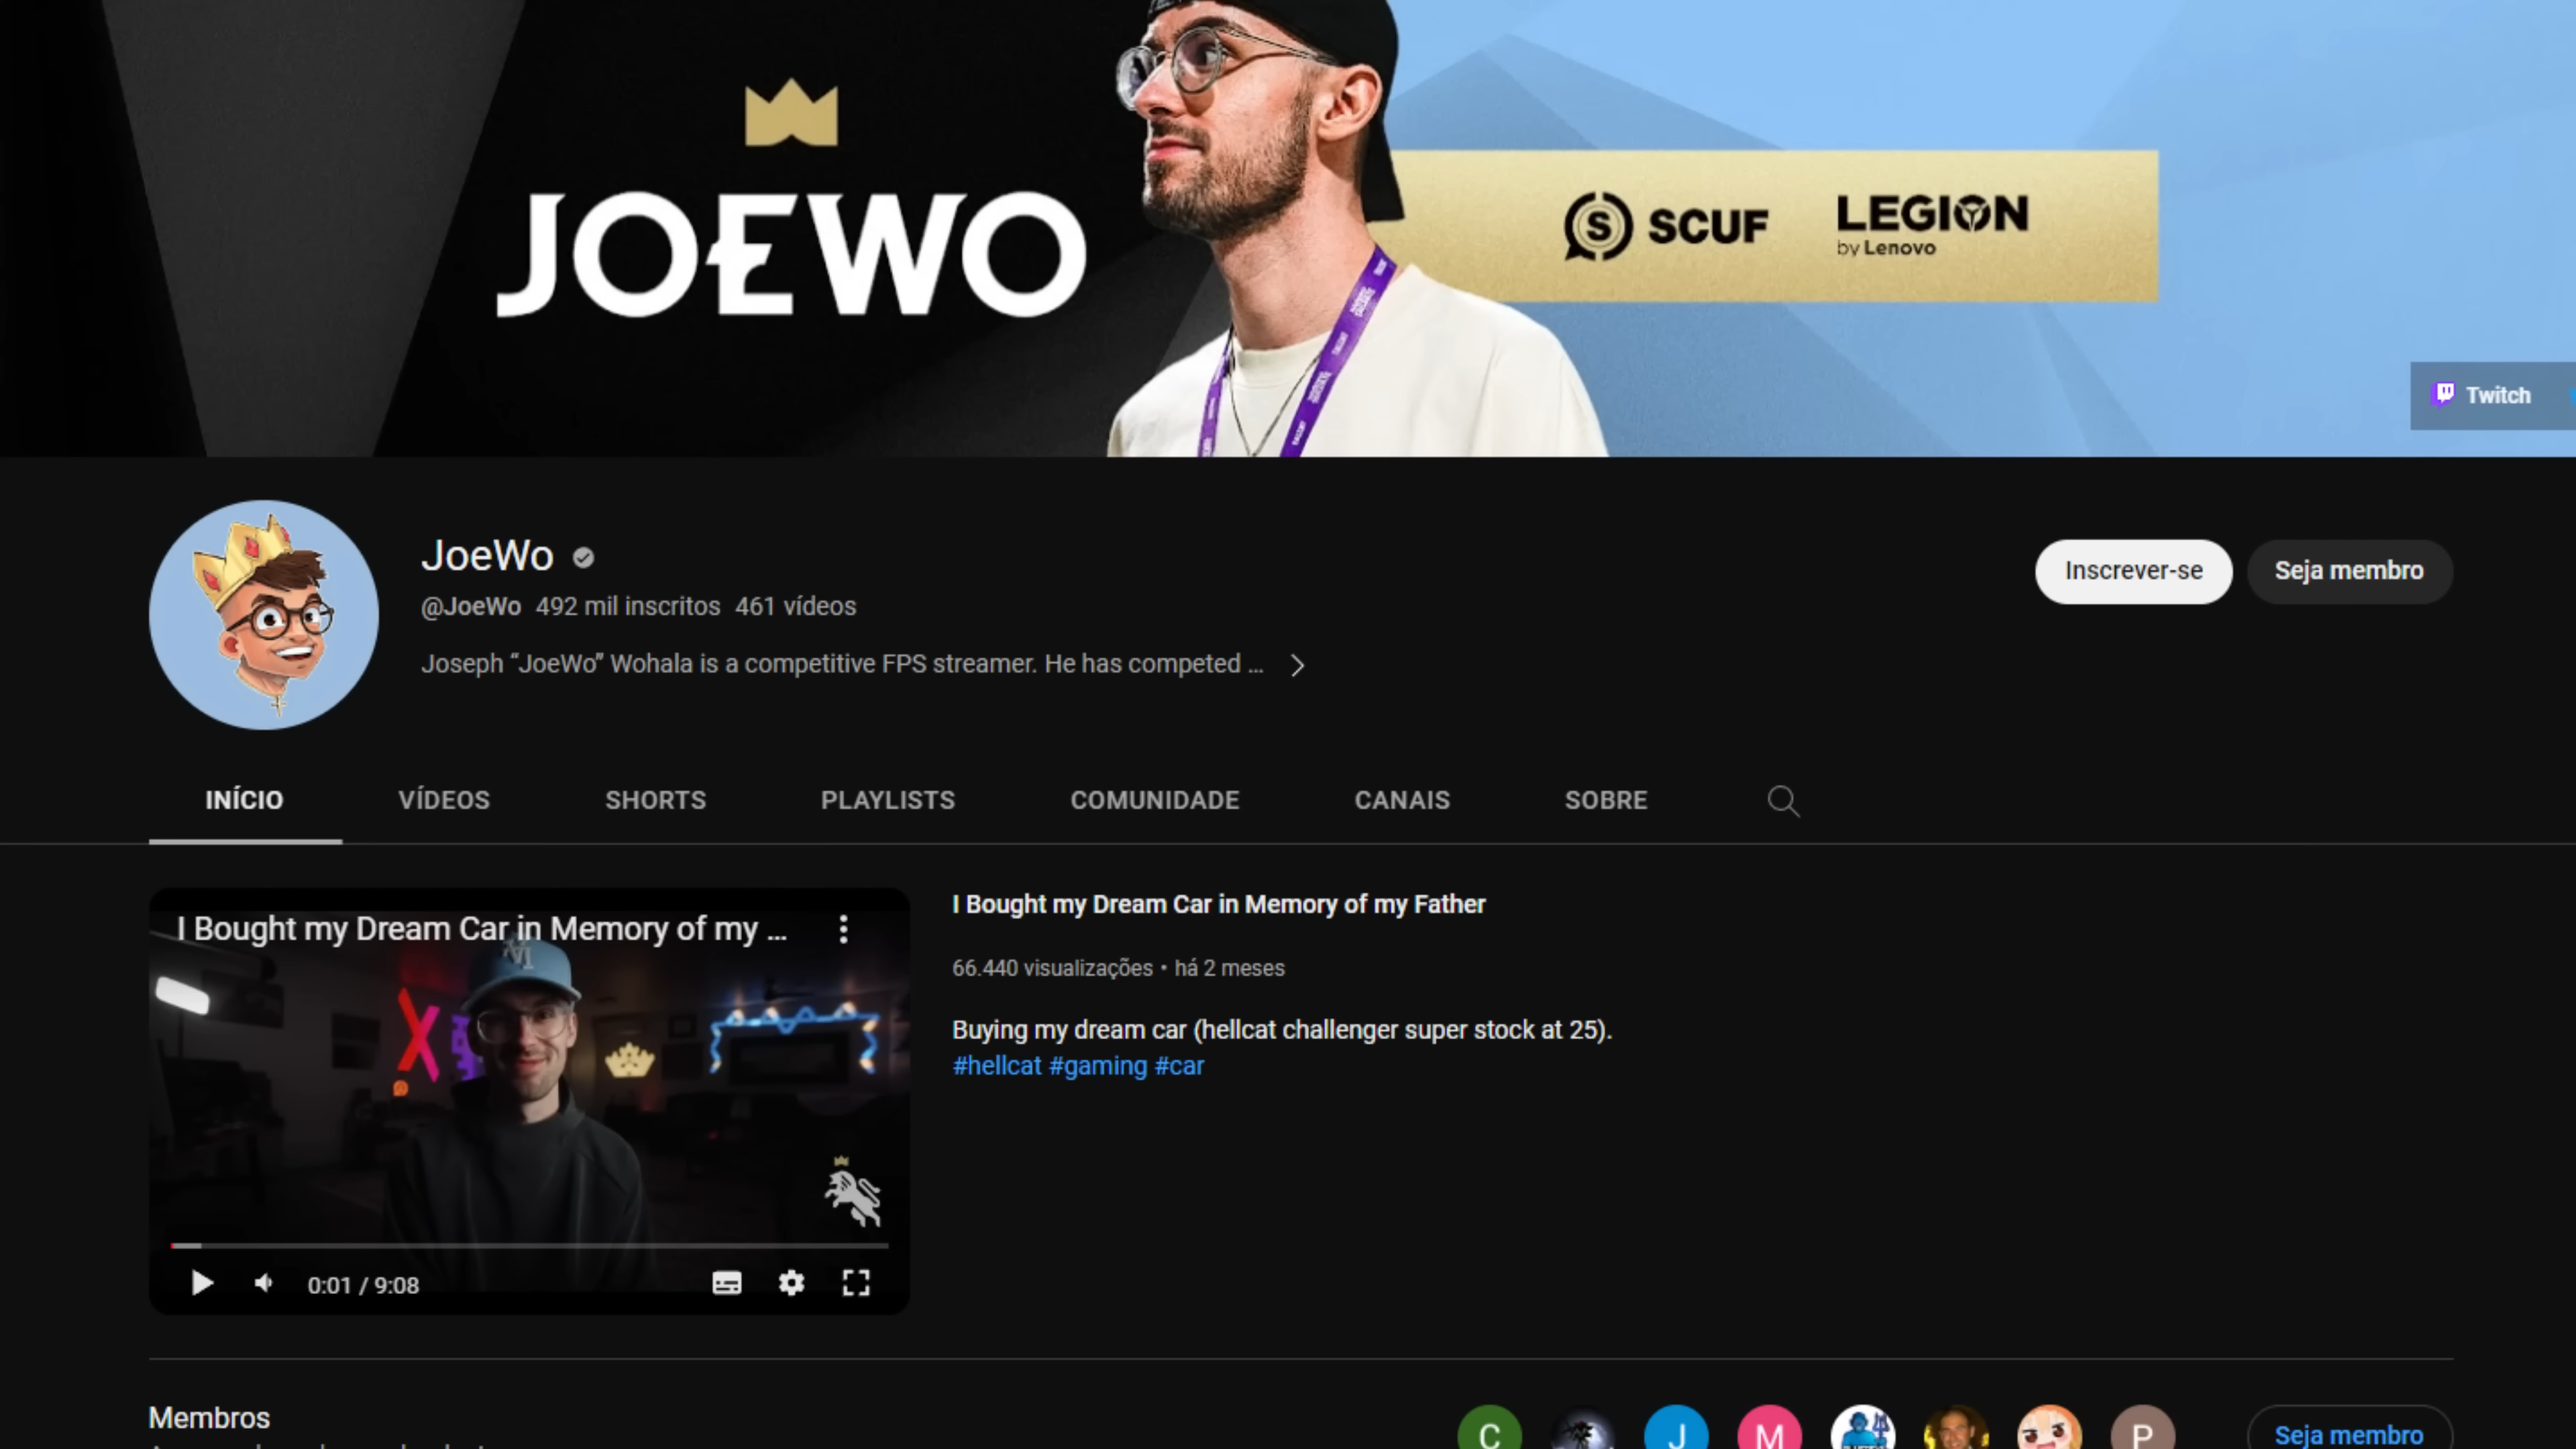 JOEWO
SCUF
LEGION
by Lenovo
Twitch
JoeWo
@JoeWo 492 mil inscritos 461 vídeos
Joseph “JoeWo” Wohala is a competitive FPS streamer. He has competed ...
Inscrever-se
Seja membro
INÍCIO VÍDEOS SHORTS PLAYLISTS COMUNIDADE CANAIS SOBRE
I Bought my Dream Car in Memory of my ...
0:01 / 9:08
I Bought my Dream Car in Memory of my Father
66.440 visualizações • há 2 meses
Buying my dream car (hellcat challenger super stock at 25).
#hellcat #gaming #car
Membros
C J M P
Seja membro